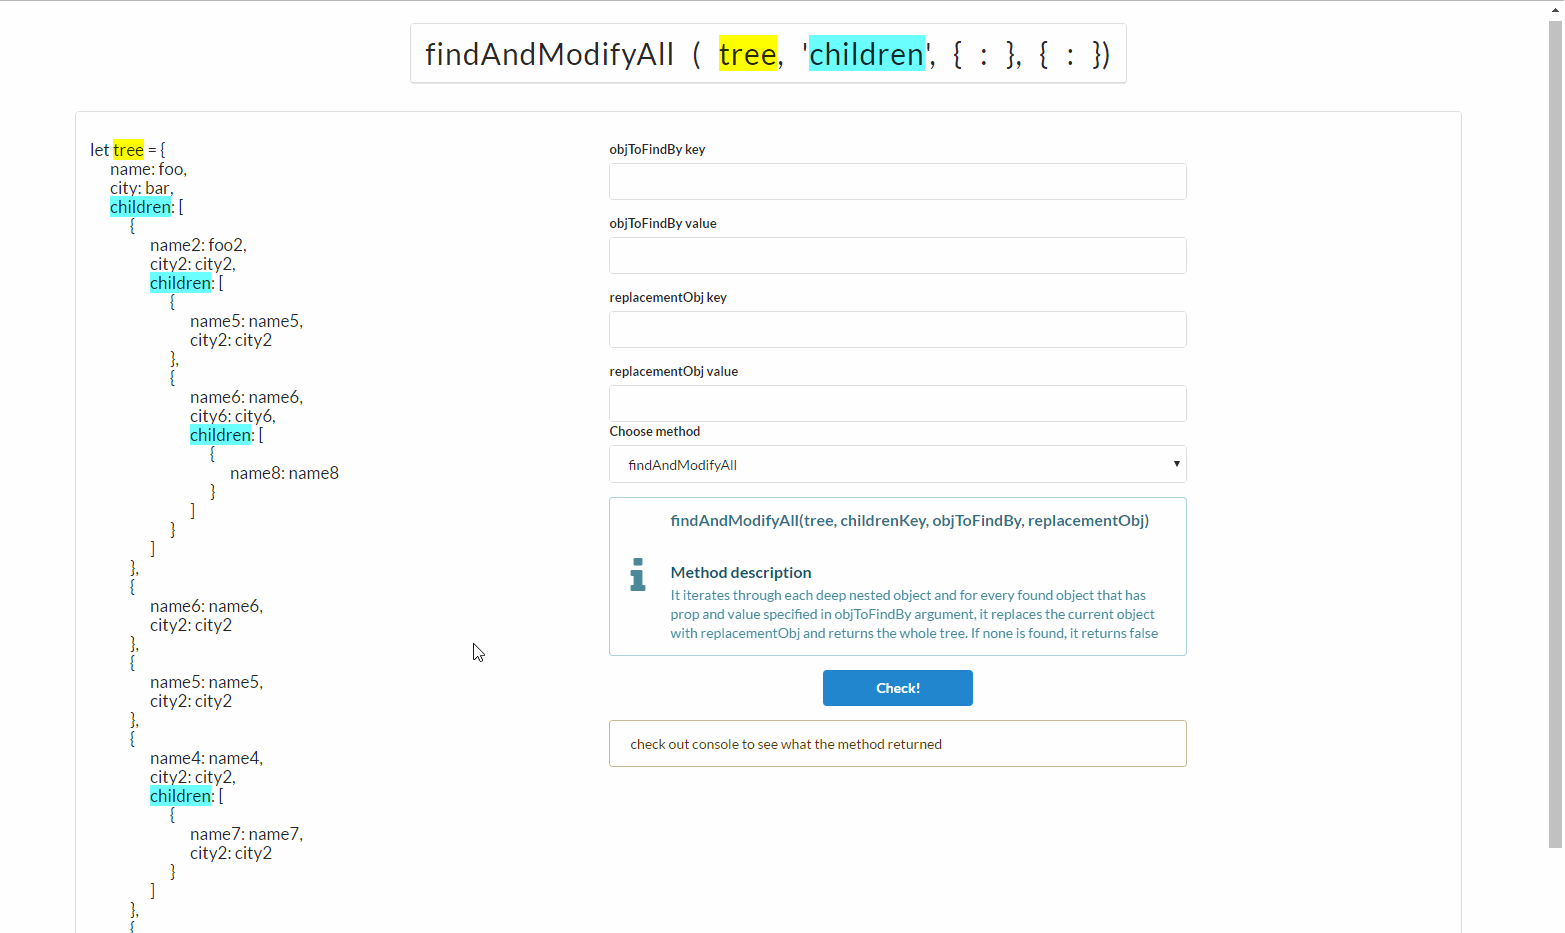 findAndModifyAll ( tree, 'children', { : }, { : })
let tree = {
name: foo,
city: bar,
children: [
{
name2: foo2,
city2: city2,
children: [
{
name5: name5,
city2: city2
},
{
name6: name6,
city6: city6,
children: [
{
name8: name8
}
]
}
]
},
{
name6: name6,
city2: city2
},
{
name5: name5,
city2: city2
},
{
name4: name4,
city2: city2,
children: [
{
name7: name7,
city2: city2
}
]
},
{
objToFindBy key
objToFindBy value
replacementObj key
replacementObj value
Choose method
findAndModifyAll
findAndModifyAll(tree, childrenKey, objToFindBy, replacementObj)
Method description
It iterates through each deep nested object and for every found object that has
prop and value specified in objToFindBy argument, it replaces the current object
with replacementObj and returns the whole tree. If none is found, it returns false
Check!
check out console to see what the method returned